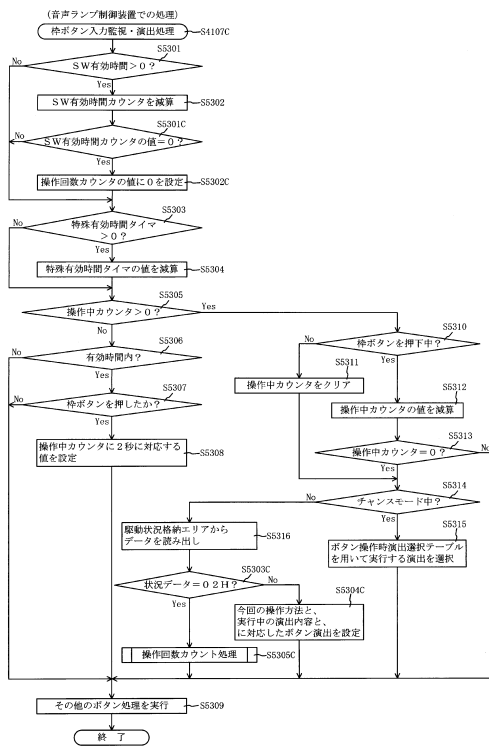 (音声ランプ制御装置での処理)
枠ボタン入力監視・演出処理
S4107C
S5301
No
SW有効時間>0?
Yes
SW有効時間カウンタを減算
S5302
S5301C
No
SW有効時間カウンタの値=0?
Yes
操作回数カウンタの値に0を設定
S5302C
S5303
No
特殊有効時間タイマ
>0?
Yes
特殊有効時間タイマの値を減算
S5304
S5305
操作中カウンタ>0?
Yes
No
S5306
有効時間内?
No
Yes
S5307
枠ボタンを押したか?
No
Yes
操作中カウンタに2秒に対応する
値を設定
S5308
S5310
No
枠ボタンを押下中?
Yes
S5311
操作中カウンタをクリア
S5312
操作中カウンタの値を減算
S5313
操作中カウンタ=0?
No
Yes
S5314
No
チャンスモード中?
Yes
S5315
ボタン操作時演出選択テーブル
を用いて実行する演出を選択
駆動状況格納エリアから
データを読み出し
S5316
S5303C
状況データ=02H?
No
Yes
S5304C
今回の操作方法と、
実行中の演出内容と、
に対応したボタン演出を設定
操作回数カウント処理
S5305C
その他のボタン処理を実行
S5309
終 了